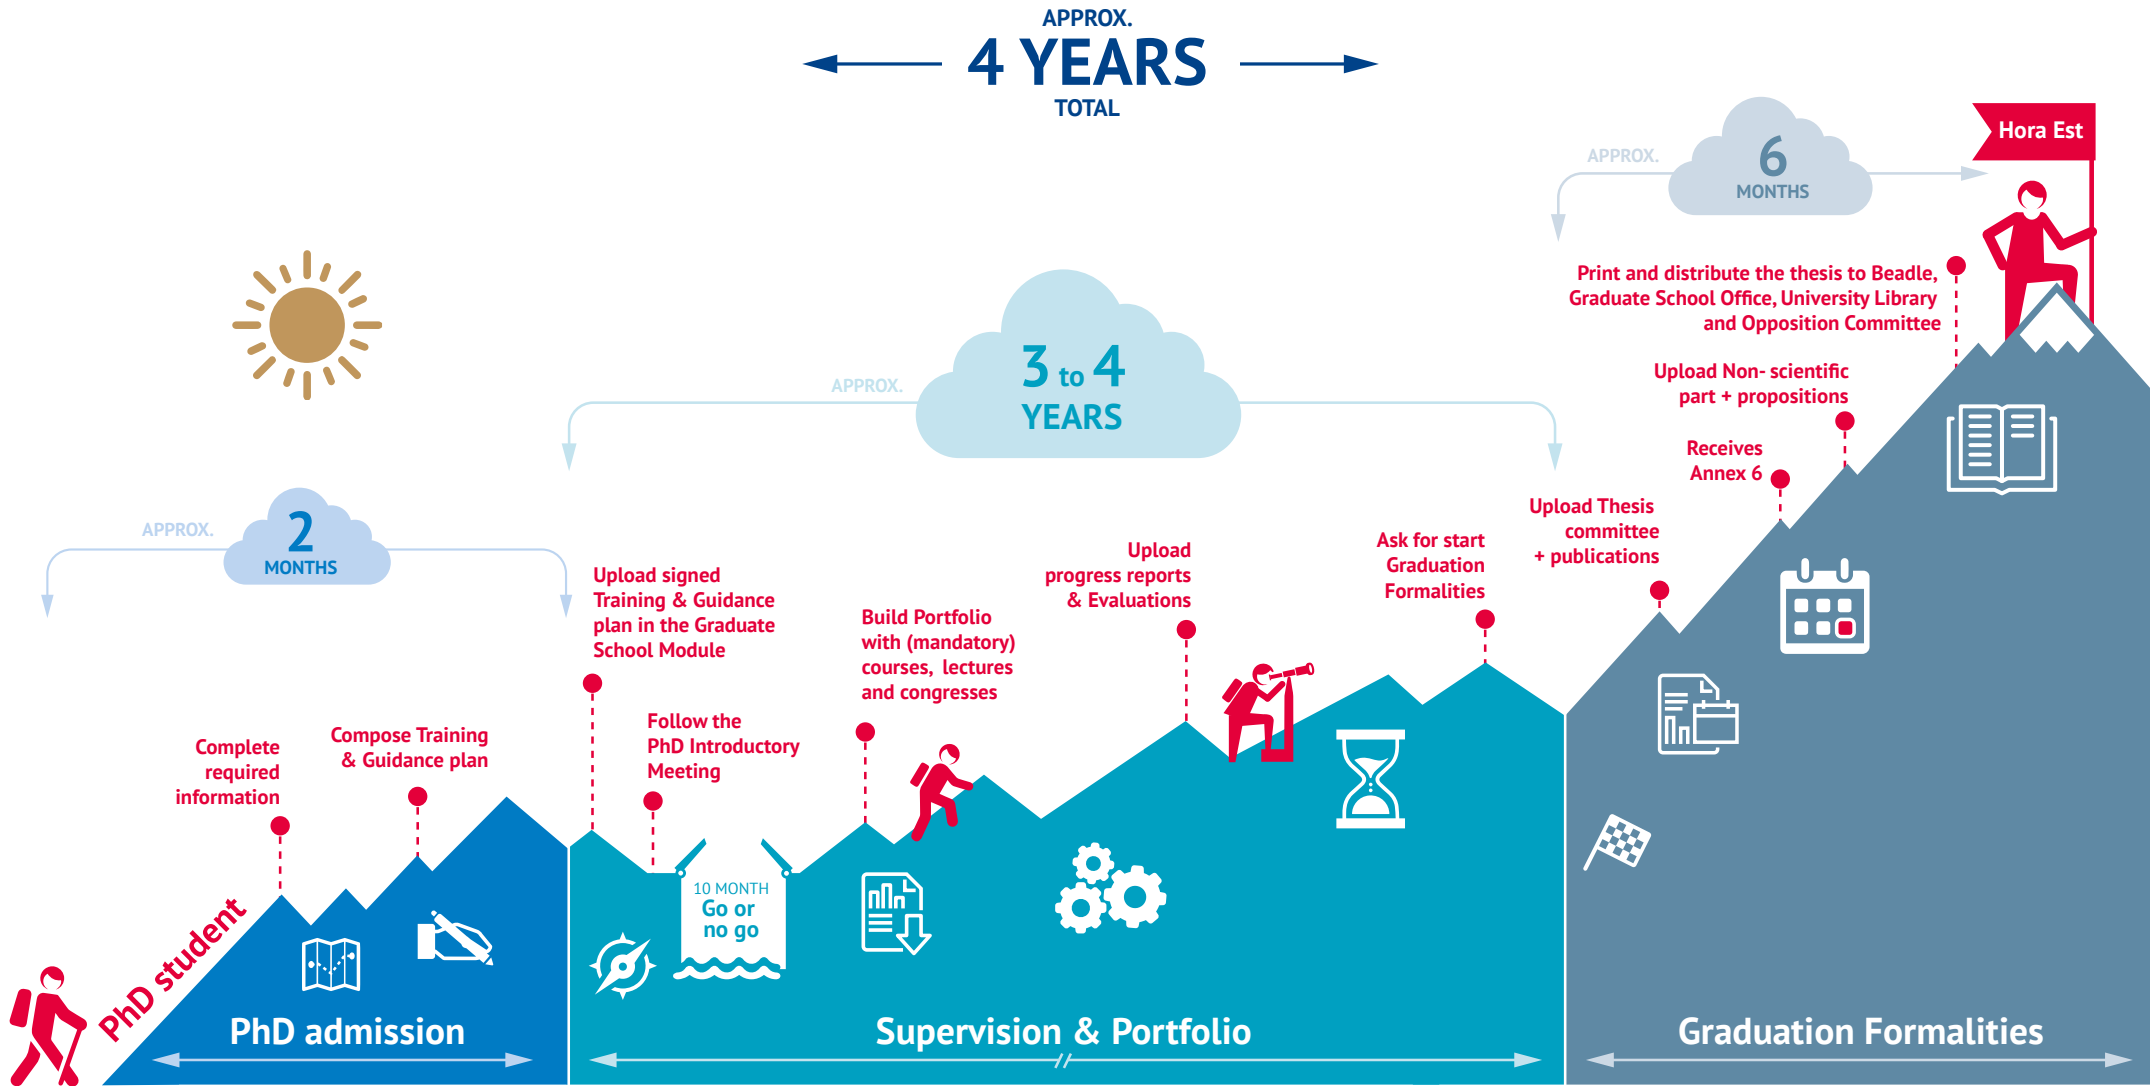 APPROX.
4 YEARS
TOTAL
APPROX.
6
MONTHS
Hora Est
Print and distribute the thesis to Beadle,
Graduate School Office, University Library
and Opposition Committee
APPROX.
3 to 4
YEARS
Upload Non- scientific
part + propositions
Receives
Annex 6
APPROX.
2
MONTHS
Upload Thesis
committee
+ publications
Ask for start
Graduation
Formalities
Upload
progress reports
& Evaluations
Upload signed
Training & Guidance
plan in the Graduate
School Module
Build Portfolio
with (mandatory)
courses, lectures
and congresses
Follow the
PhD Introductory
Meeting
Compose Training
& Guidance plan
Complete
required
information
10 MONTH
Go or
no go
PhD student
PhD admission
Supervision & Portfolio
Graduation Formalities